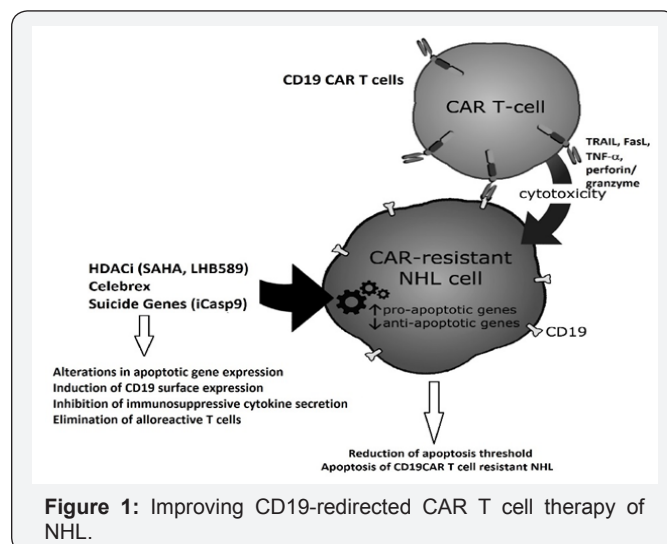 CD19 CAR T cells
CAR T-cell
TRAIL, FasL,
TNF-α,
perforin/
granzyme
cytotoxicity
CAR-resistant
NHL cell
↑pro-apoptotic genes
↓anti-apoptotic genes
CD19
HDACi (SAHA, LHB589)
Celebrex
Suicide Genes (iCasp9)
Alterations in apoptotic gene expression
Induction of CD19 surface expression
Inhibition of immunosuppressive cytokine secretion
Elimination of alloreactive T cells
Reduction of apoptosis threshold
Apoptosis of CD19CAR T cell resistant NHL
Figure 1: Improving CD19-redirected CAR T cell therapy of
NHL.